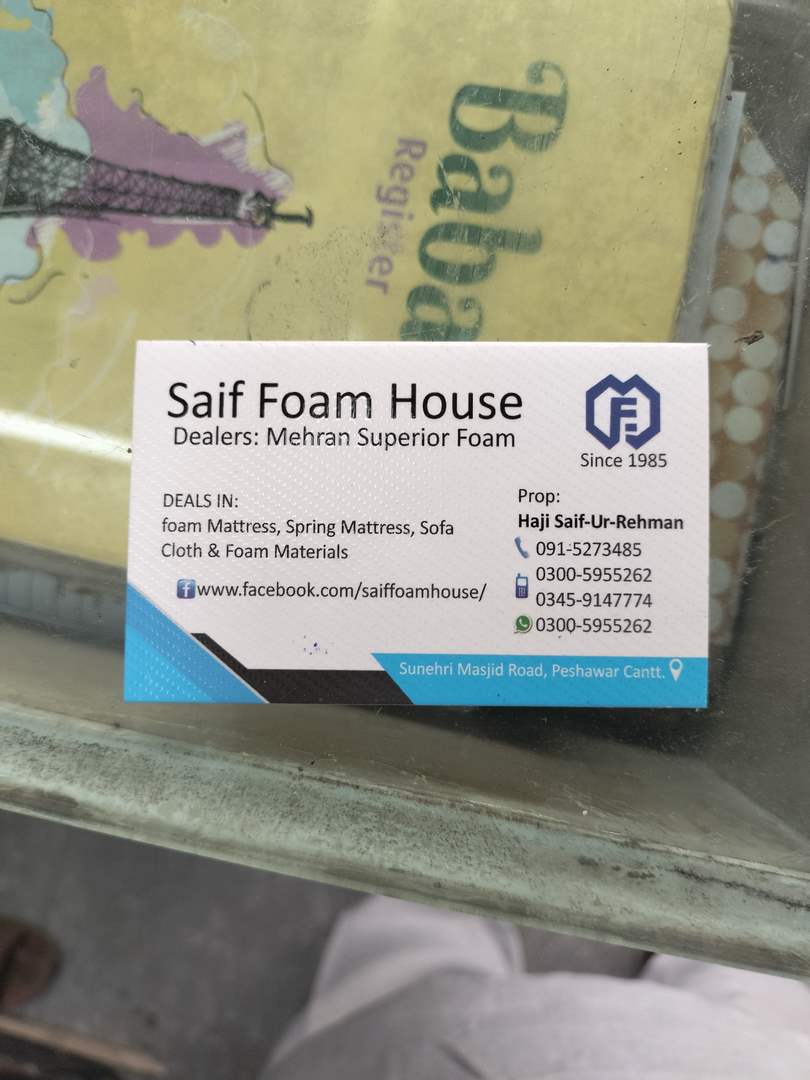 Baba
Register
Saif Foam House
Dealers: Mehran Superior Foam
Since 1985
DEALS IN:
foam Mattress, Spring Mattress, Sofa
Cloth & Foam Materials
www.facebook.com/saiffoamhouse/
Prop:
Haji Saif-Ur-Rehman
091-5273485
0300-5955262
0345-9147774
0300-5955262
Sunehri Masjid Road, Peshawar Cantt.